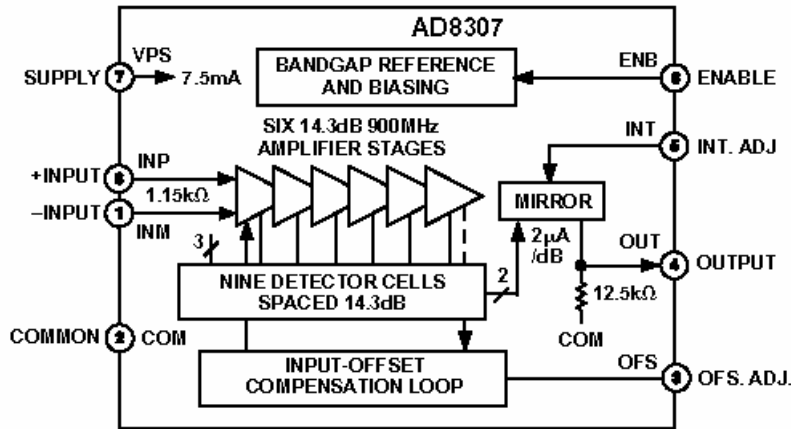 AD8307
VPS
SUPPLY 7 7.5mA
BANDGAP REFERENCE
AND BIASING
ENB
6 ENABLE
SIX 14.3dB 900MHz
AMPLIFIER STAGES
INT
5 INT. ADJ
+INPUT 8 INP
1.15kΩ
–INPUT 1
INM
MIRROR
3
2μA
/dB
2
OUT
4 OUTPUT
NINE DETECTOR CELLS
SPACED 14.3dB
12.5kΩ
COM
COMMON 2 COM
INPUT-OFFSET
COMPENSATION LOOP
OFS
3 OFS. ADJ.